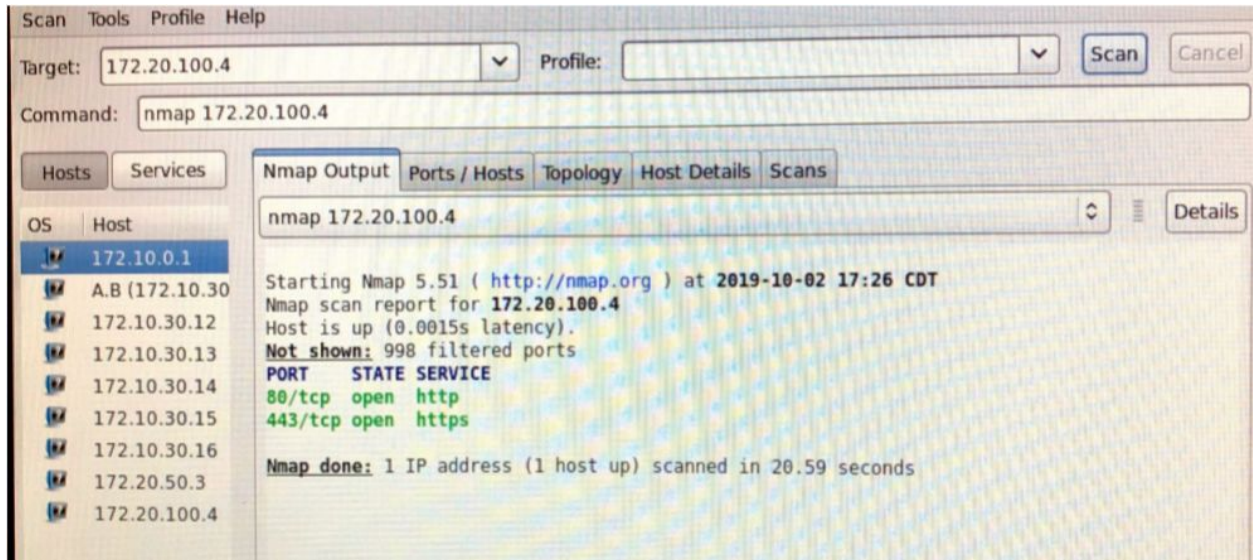 Scan Tools Profile Help
Target: 172.20.100.4 Profile: Scan Cancel
Command: nmap 172.20.100.4
Hosts Services
Nmap Output Ports / Hosts Topology Host Details Scans
nmap 172.20.100.4 Details
OS Host
172.10.0.1
A.B (172.10.30
172.10.30.12
172.10.30.13
172.10.30.14
172.10.30.15
172.10.30.16
172.20.50.3
172.20.100.4
Starting Nmap 5.51 ( http://nmap.org ) at 2019-10-02 17:26 CDT
Nmap scan report for 172.20.100.4
Host is up (0.0015s latency).
Not shown: 998 filtered ports
PORT STATE SERVICE
80/tcp open http
443/tcp open https
Nmap done: 1 IP address (1 host up) scanned in 20.59 seconds